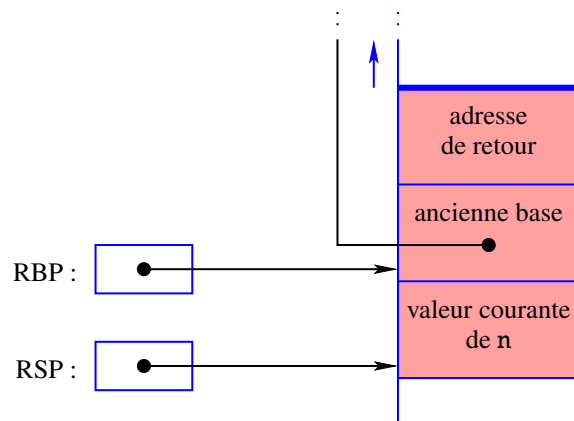 adresse
de retour
ancienne base
RBP :
valeur courante
de n
RSP :